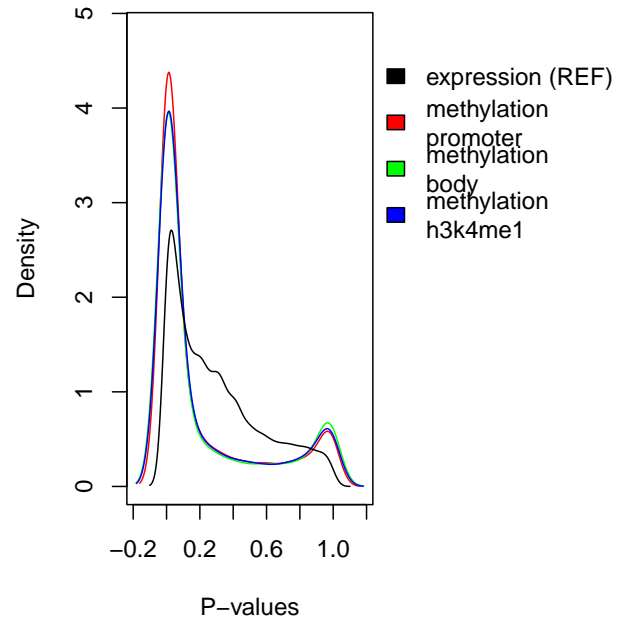 5
4
3
2
1
0
Density
−0.2
0.2
0.6
1.0
P−values
expression (REF)
methylation
promoter
methylation
body
methylation
h3k4me1